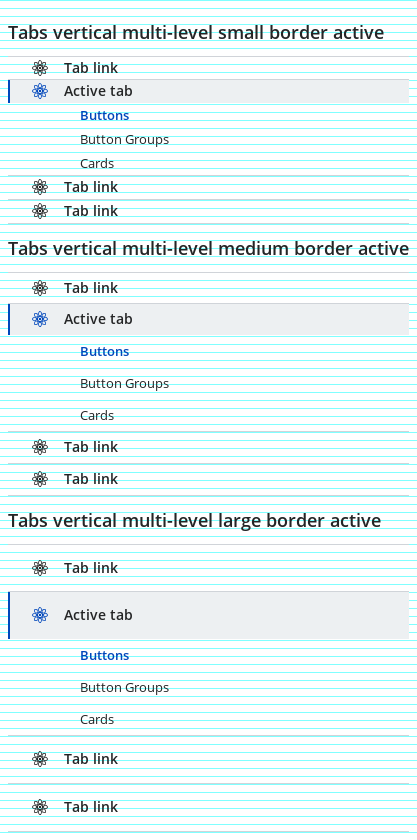 Tabs vertical multi-level small border active
Tab link
Active tab
Buttons
Button Groups
Cards
Tab link
Tab link
Tabs vertical multi-level medium border active
Tab link
Active tab
Buttons
Button Groups
Cards
Tab link
Tab link
Tabs vertical multi-level large border active
Tab link
Active tab
Buttons
Button Groups
Cards
Tab link
Tab link